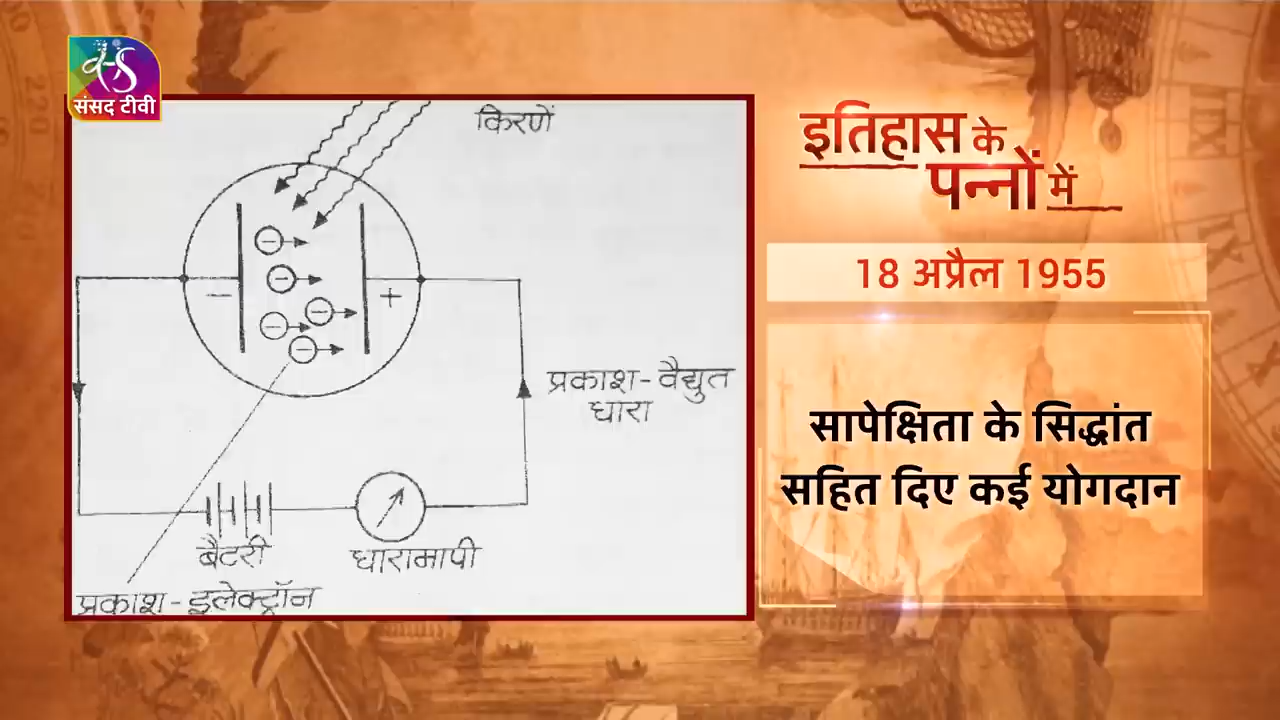 संसद टीवी
किरणें
−
+
प्रकाश-वैद्युत
धारा
बैटरी
धारामापी
प्रकाश-इलेक्ट्रॉन
इतिहास के
पन्नों में
18 अप्रैल 1955
सापेक्षिता के सिद्धांत
सहित दिए कई योगदान